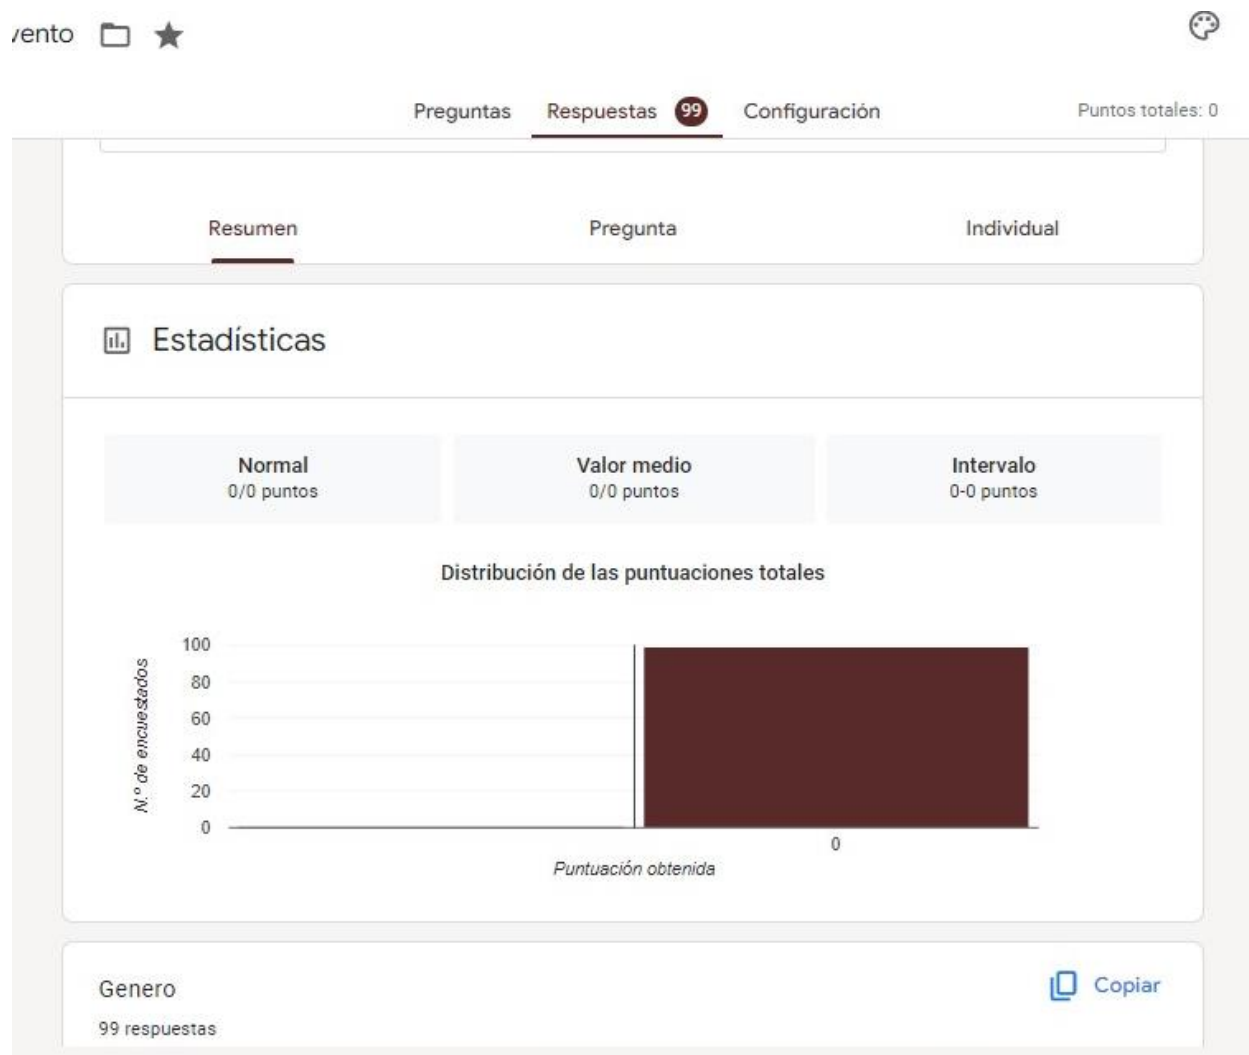 vento
Preguntas Respuestas 99 Configuración Puntos totales: 0
Resumen Pregunta Individual
Estadísticas
Normal Valor medio Intervalo
0/0 puntos 0/0 puntos 0-0 puntos
Distribución de las puntuaciones totales
N.º de encuestados
100
80
60
40
20
0
0
Puntuación obtenida
Genero
Copiar
99 respuestas